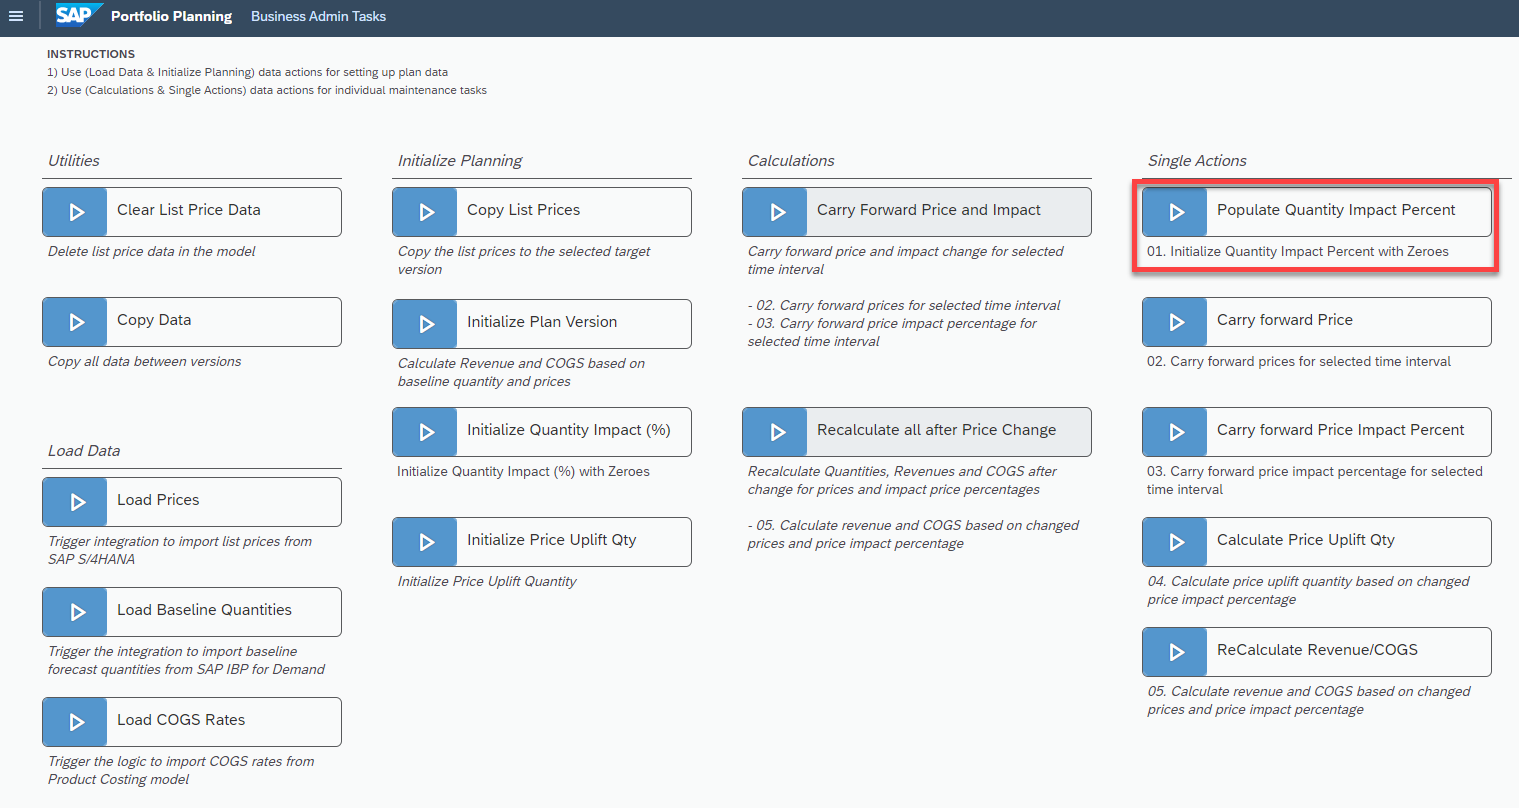 SAP Portfolio Planning Business Admin Tasks
INSTRUCTIONS
1) Use (Load Data & Initialize Planning) data actions for setting up plan data
2) Use (Calculations & Single Actions) data actions for individual maintenance tasks
Utilities
Clear List Price Data
Delete list price data in the model
Copy Data
Copy all data between versions
Load Data
Load Prices
Trigger integration to import list prices from
SAP S/4HANA
Load Baseline Quantities
Trigger the integration to import baseline
forecast quantities from SAP IBP for Demand
Load COGS Rates
Trigger the logic to import COGS rates from
Product Costing model
Initialize Planning
Copy List Prices
Copy the list prices to the selected target
version
Initialize Plan Version
Calculate Revenue and COGS based on
baseline quantity and prices
Initialize Quantity Impact (%)
Initialize Quantity Impact (%) with Zeroes
Initialize Price Uplift Qty
Initialize Price Uplift Quantity
Calculations
Carry Forward Price and Impact
Carry forward price and impact change for selected
time interval
- 02. Carry forward prices for selected time interval
- 03. Carry forward price impact percentage for
selected time interval
Recalculate all after Price Change
Recalculate Quantities, Revenues and COGS after
change for prices and impact price percentages
- 05. Calculate revenue and COGS based on changed
prices and price impact percentage
Single Actions
Populate Quantity Impact Percent
01. Initialize Quantity Impact Percent with Zeroes
Carry forward Price
02. Carry forward prices for selected time interval
Carry forward Price Impact Percent
03. Carry forward price impact percentage for selected
time interval
Calculate Price Uplift Qty
04. Calculate price uplift quantity based on changed
price impact percentage
ReCalculate Revenue/COGS
05. Calculate revenue and COGS based on changed
prices and price impact percentage